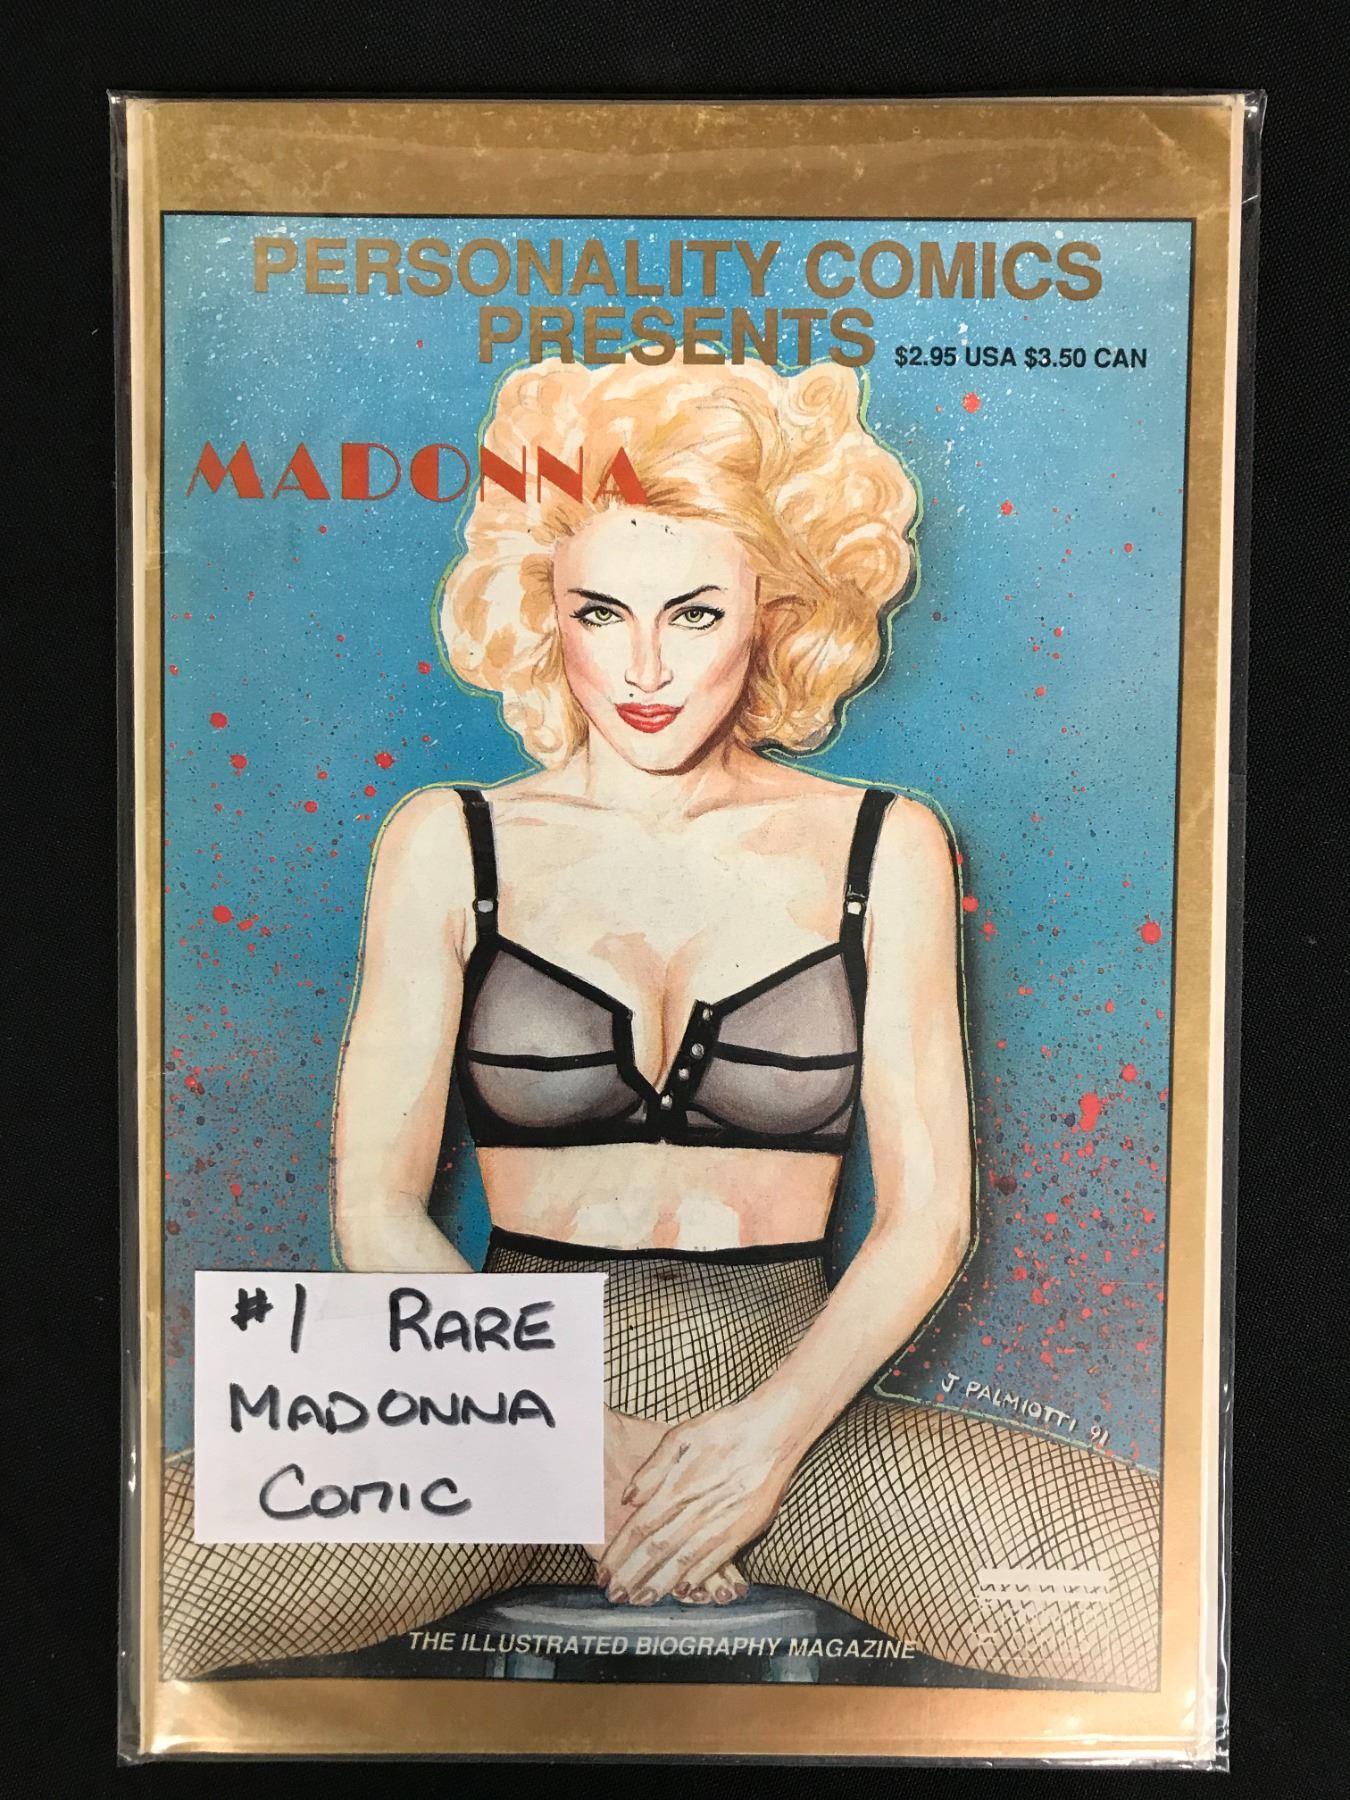 PERSONALITY COMICS
PRESENTS
$2.95 USA $3.50 CAN
MADONNA
#1 RARE
MADONNA
COMIC
J PALMIOTTI 91
THE ILLUSTRATED BIOGRAPHY MAGAZINE